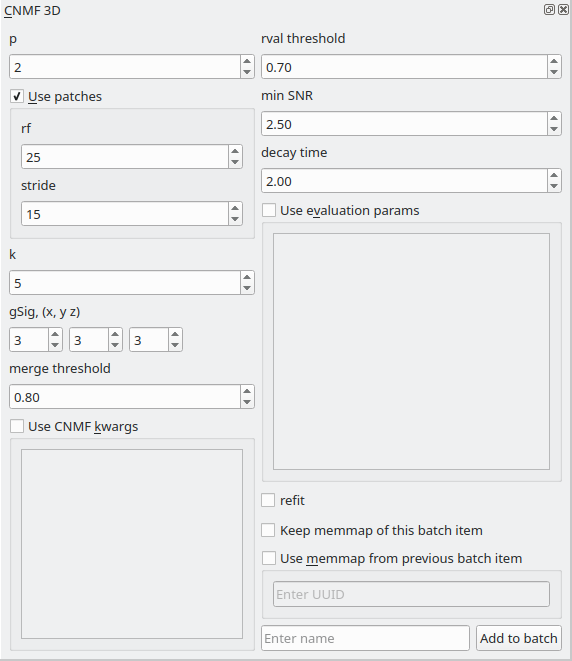 CNMF 3D
p
2
Use patches
rf
25
stride
15
k
5
gSig, (x, y z)
3 3 3
merge threshold
0.80
Use CNMF kwargs
rval threshold
0.70
min SNR
2.50
decay time
2.00
Use evaluation params
refit
Keep memmap of this batch item
Use memmap from previous batch item
Enter UUID
Enter name Add to batch